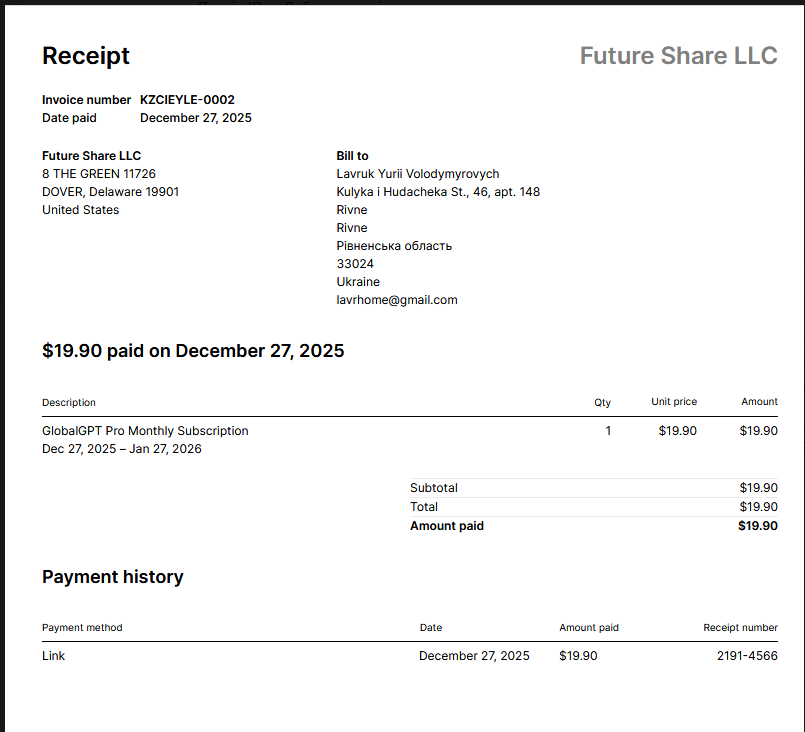 Receipt
Future Share LLC
Invoice number KZCIEYLE-0002
Date paid December 27, 2025
Future Share LLC
8 THE GREEN 11726
DOVER, Delaware 19901
United States
Bill to
Lavruk Yurii Volodymyrovych
Kulyka i Hudacheka St., 46, apt. 148
Rivne
Rivne
Рівненська область
33024
Ukraine
lavrhome@gmail.com
$19.90 paid on December 27, 2025
Description Qty Unit price Amount
GlobalGPT Pro Monthly Subscription 1 $19.90 $19.90
Dec 27, 2025 – Jan 27, 2026
Subtotal $19.90
Total $19.90
Amount paid $19.90
Payment history
Payment method Date Amount paid Receipt number
Link December 27, 2025 $19.90 2191-4566